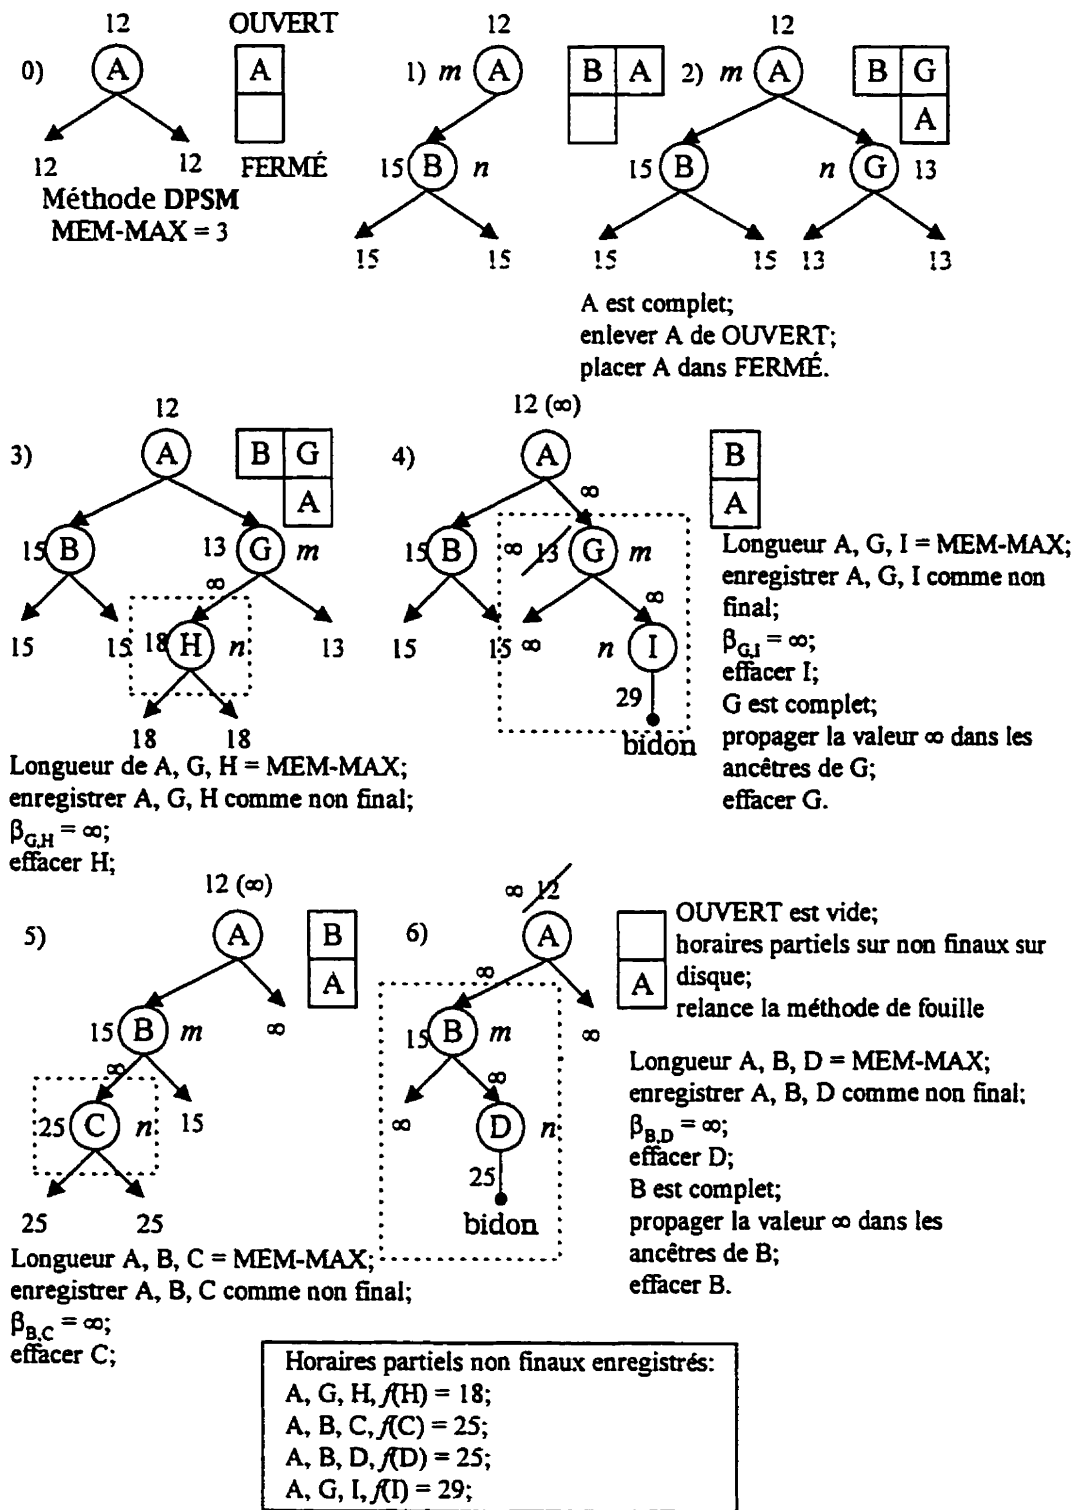 12 OUVERT
0) A A
12 12 FERMÉ
Méthode DPSM
MEM-MAX = 3
12
1) m A B A
15 B n
15 15
12
2) m A B G
A
15 B n G 13
15 15 13 13
A est complet;
enlever A de OUVERT;
placer A dans FERMÉ.
12
3) A B G
A
15 B 13 G m
∞
15 15 18 H n 13
18 18
Longueur de A, G, H = MEM-MAX;
enregistrer A, G, H comme non final;
βG,H = ∞;
effacer H;
12 (∞)
4) A B
A
∞
15 B ∞ 13 G m
∞
15 15 ∞ n I
29
bidon
Longueur A, G, I = MEM-MAX;
enregistrer A, G, I comme non
final;
βG,I = ∞;
effacer I;
G est complet;
propager la valeur ∞ dans les
ancêtres de G;
effacer G.
12 (∞)
5) A B
A
15 B m ∞
∞
25 C n 15
25 25
Longueur A, B, C = MEM-MAX;
enregistrer A, B, C comme non final;
βB,C = ∞;
effacer C;
∞ 12
6) A
A
∞
15 B m ∞
∞
∞ D n
25
bidon
OUVERT est vide;
horaires partiels sur non finaux sur
disque;
relance la méthode de fouille
Longueur A, B, D = MEM-MAX;
enregistrer A, B, D comme non final;
βB,D = ∞;
effacer D;
B est complet;
propager la valeur ∞ dans les
ancêtres de B;
effacer B.
Horaires partiels non finaux enregistrés:
A, G, H, f(H) = 18;
A, B, C, f(C) = 25;
A, B, D, f(D) = 25;
A, G, I, f(I) = 29;